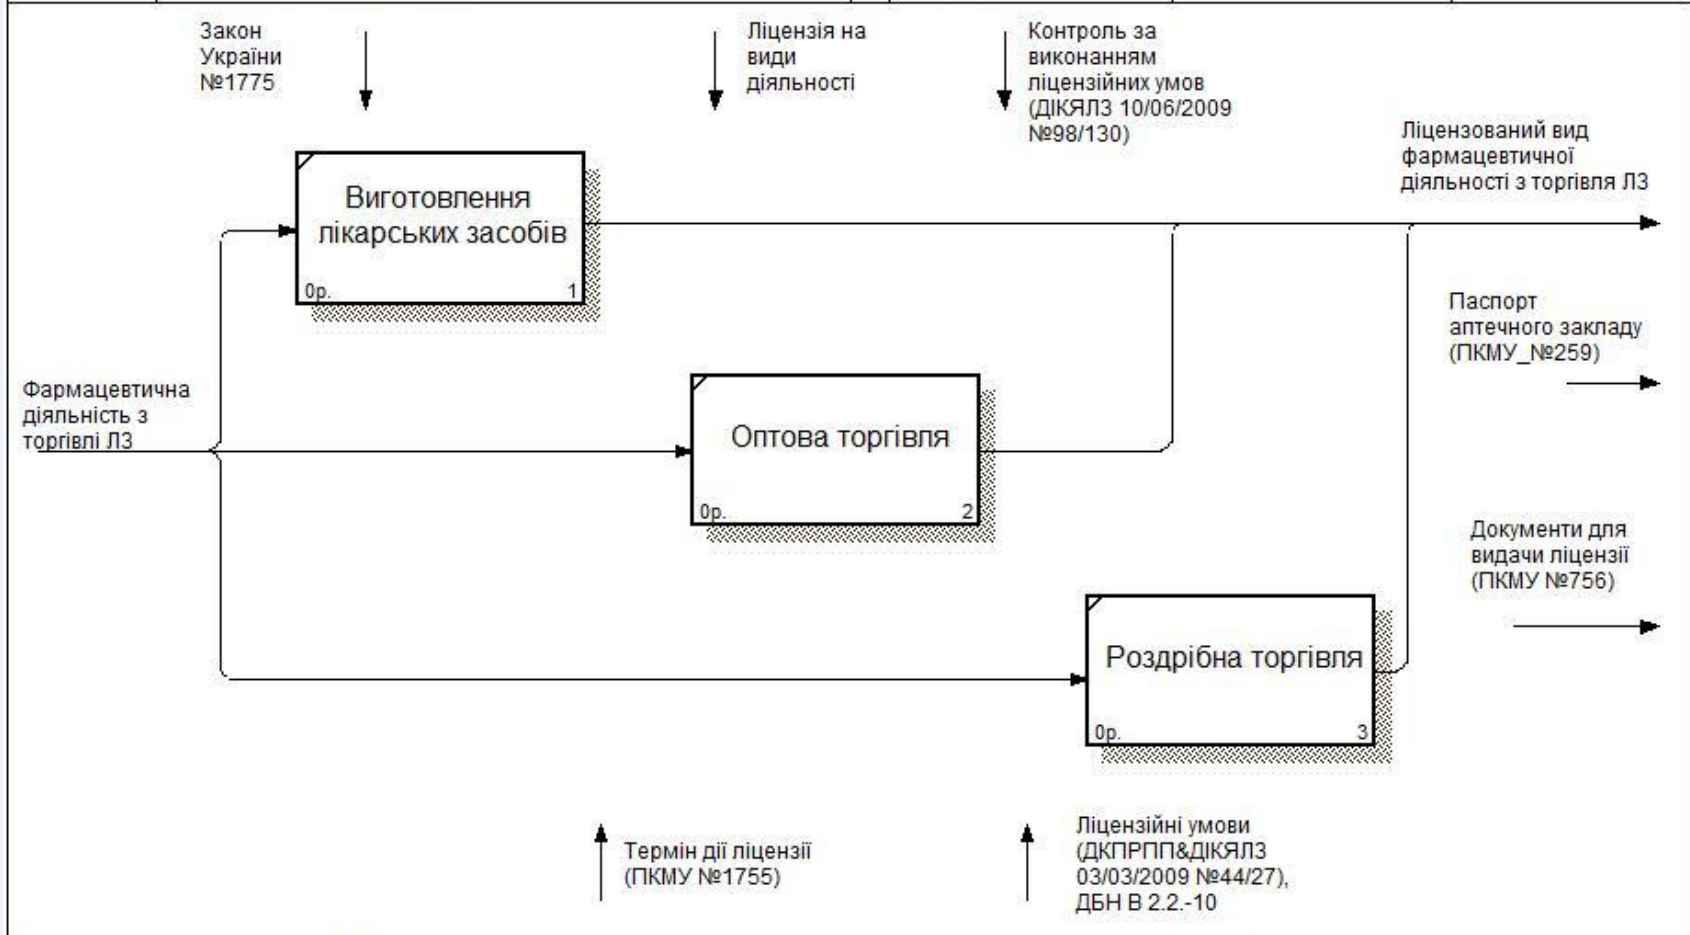 Закон
України
№1775
Ліцензія на
види
діяльності
Контроль за
виконанням
ліцензійних умов
(ДІКЯЛЗ 10/06/2009
№98/130)
Ліцензований вид
фармацевтичної
діяльності з торгівля ЛЗ
Виготовлення
лікарських засобів
0р. 1
Паспорт
аптечного закладу
(ПКМУ_№259)
Фармацевтична
діяльність з
торгівлі ЛЗ
Оптова торгівля
0р. 2
Документи для
видачи ліцензії
(ПКМУ №756)
Роздрібна торгівля
0р. 3
Термін дії ліцензії
(ПКМУ №1755)
Ліцензійні умови
(ДКПРПП&ДІКЯЛЗ
03/03/2009 №44/27),
ДБН В 2.2.-10